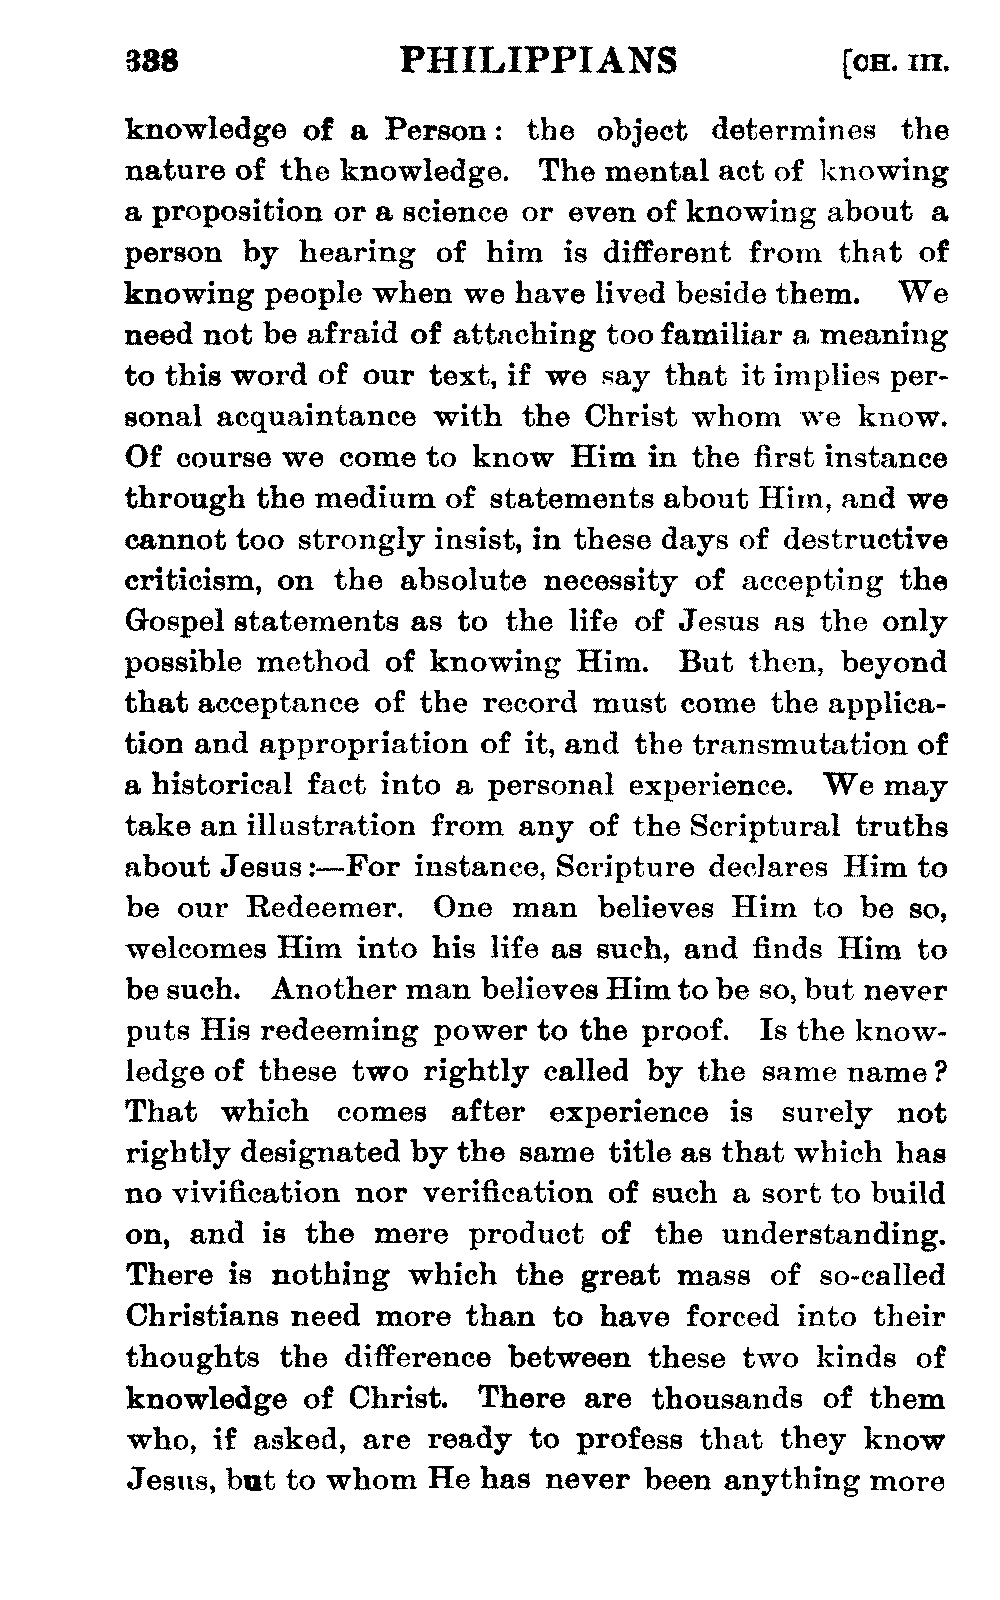 338 PHILIPPIANS [CH. III.
knowledge of a Person: the object determines the
nature of the knowledge. The mental act of knowing
a proposition or a science or even of knowing about a
person by hearing of him is different from that of
knowing people when we have lived beside them. We
need not be afraid of attaching too familiar a meaning
to this word of our text, if we say that it implies per-
sonal acquaintance with the Christ whom we know.
Of course we come to know Him in the first instance
through the medium of statements about Him, and we
cannot too strongly insist, in these days of destructive
criticism, on the absolute necessity of accepting the
Gospel statements as to the life of Jesus as the only
possible method of knowing Him. But then, beyond
that acceptance of the record must come the applica-
tion and appropriation of it, and the transmutation of
a historical fact into a personal experience. We may
take an illustration from any of the Scriptural truths
about Jesus:—For instance, Scripture declares Him to
be our Redeemer. One man believes Him to be so,
welcomes Him into his life as such, and finds Him to
be such. Another man believes Him to be so, but never
puts His redeeming power to the proof. Is the know-
ledge of these two rightly called by the same name?
That which comes after experience is surely not
rightly designated by the same title as that which has
no vivification nor verification of such a sort to build
on, and is the mere product of the understanding.
There is nothing which the great mass of so-called
Christians need more than to have forced into their
thoughts the difference between these two kinds of
knowledge of Christ. There are thousands of them
who, if asked, are ready to profess that they know
Jesus, but to whom He has never been anything more